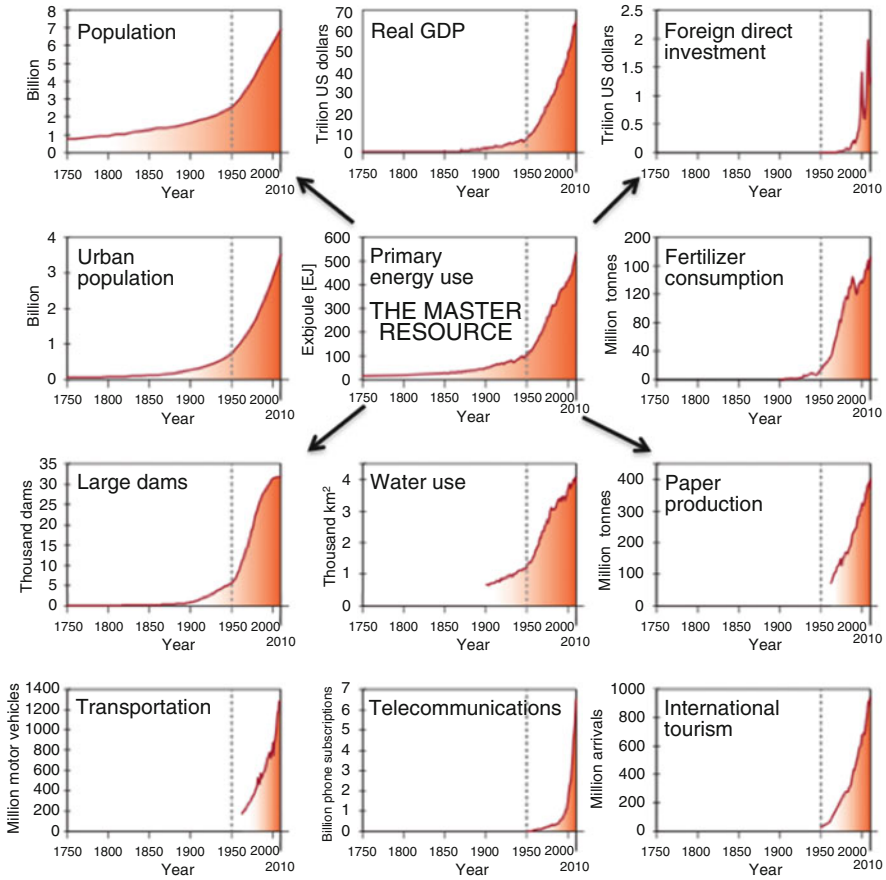 Population
Billion
8
7
6
5
4
3
2
1
0
1750 1800 1850 1900 1950 2000
2010
Year
Real GDP
Trilion US dollars
70
60
50
40
30
20
10
0
1750 1800 1850 1900 1950 2000
2010
Year
Foreign direct
investment
Trillion US dollars
2.5
2
1.5
1
0.5
0
1750 1800 1850 1900 1950 2000
2010
Year
Urban
population
Billion
4
3
2
1
0
1750 1800 1850 1900 1950 2000
2010
Year
Primary
energy use
THE MASTER
RESOURCE
Exbjoule [EJ]
600
500
400
300
200
100
0
1750 1800 1850 1900 1950 2000
2010
Year
Fertilizer
consumption
Million tonnes
200
160
120
80
40
0
1750 1800 1850 1900 1950 2000
2010
Year
Large dams
Thousand dams
35
30
25
20
15
10
5
0
1750 1800 1850 1900 1950 2000
2010
Year
Water use
Thousand km²
4
3
2
1
0
1750 1800 1850 1900 1950 2000
2010
Year
Paper
production
Million tonnes
400
300
200
100
0
1750 1800 1850 1900 1950 2000
2010
Year
Transportation
Million motor vehicles
1400
1200
1000
800
600
400
200
0
1750 1800 1850 1900 1950 2000
2010
Year
Telecommunications
Billion phone subscriptions
7
6
5
4
3
2
1
0
1750 1800 1850 1900 1950 2000
2010
Year
International
tourism
Million arrivals
1000
800
600
400
200
0
1750 1800 1850 1900 1950 2000
2010
Year